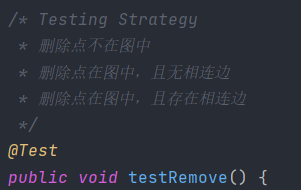 /* Testing Strategy
 * 删除点不在图中
 * 删除点在图中，且无相连边
 * 删除点在图中，且存在相连边
 */
@Test
public void testRemove() {